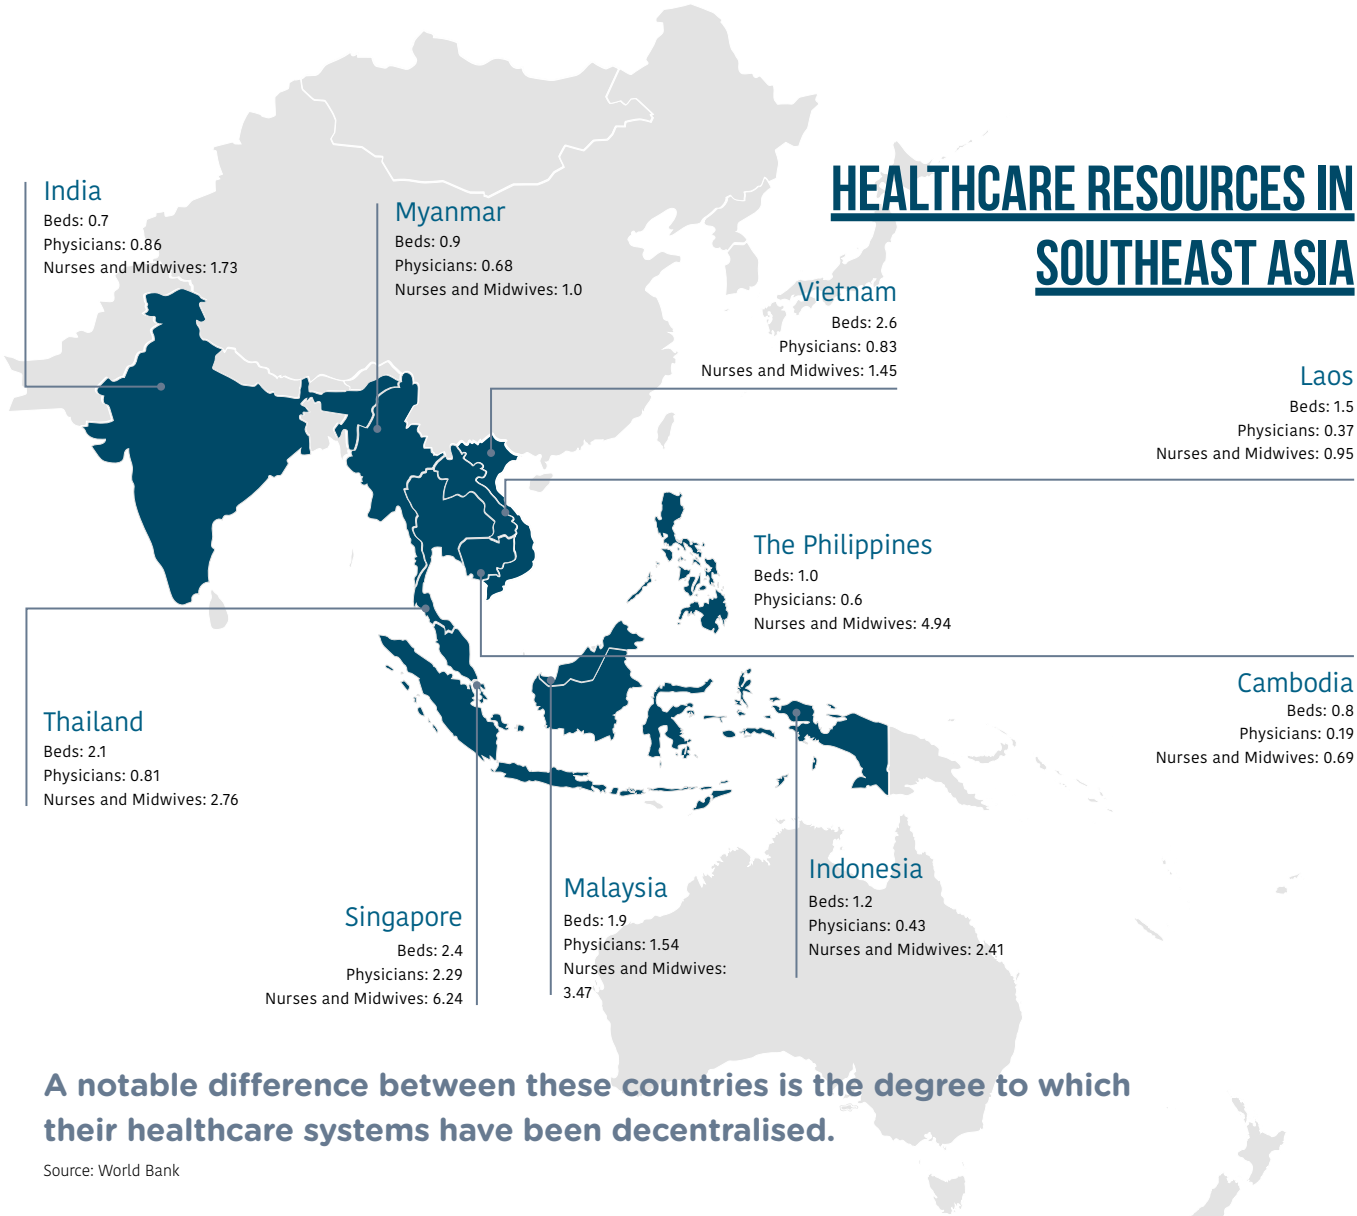 HEALTHCARE RESOURCES IN
SOUTHEAST ASIA
India
Beds: 0.7
Physicians: 0.86
Nurses and Midwives: 1.73
Myanmar
Beds: 0.9
Physicians: 0.68
Nurses and Midwives: 1.0
Vietnam
Beds: 2.6
Physicians: 0.83
Nurses and Midwives: 1.45
Laos
Beds: 1.5
Physicians: 0.37
Nurses and Midwives: 0.95
The Philippines
Beds: 1.0
Physicians: 0.6
Nurses and Midwives: 4.94
Cambodia
Beds: 0.8
Physicians: 0.19
Nurses and Midwives: 0.69
Thailand
Beds: 2.1
Physicians: 0.81
Nurses and Midwives: 2.76
Singapore
Beds: 2.4
Physicians: 2.29
Nurses and Midwives: 6.24
Malaysia
Beds: 1.9
Physicians: 1.54
Nurses and Midwives:
3.47
Indonesia
Beds: 1.2
Physicians: 0.43
Nurses and Midwives: 2.41
A notable difference between these countries is the degree to which
their healthcare systems have been decentralised.
Source: World Bank